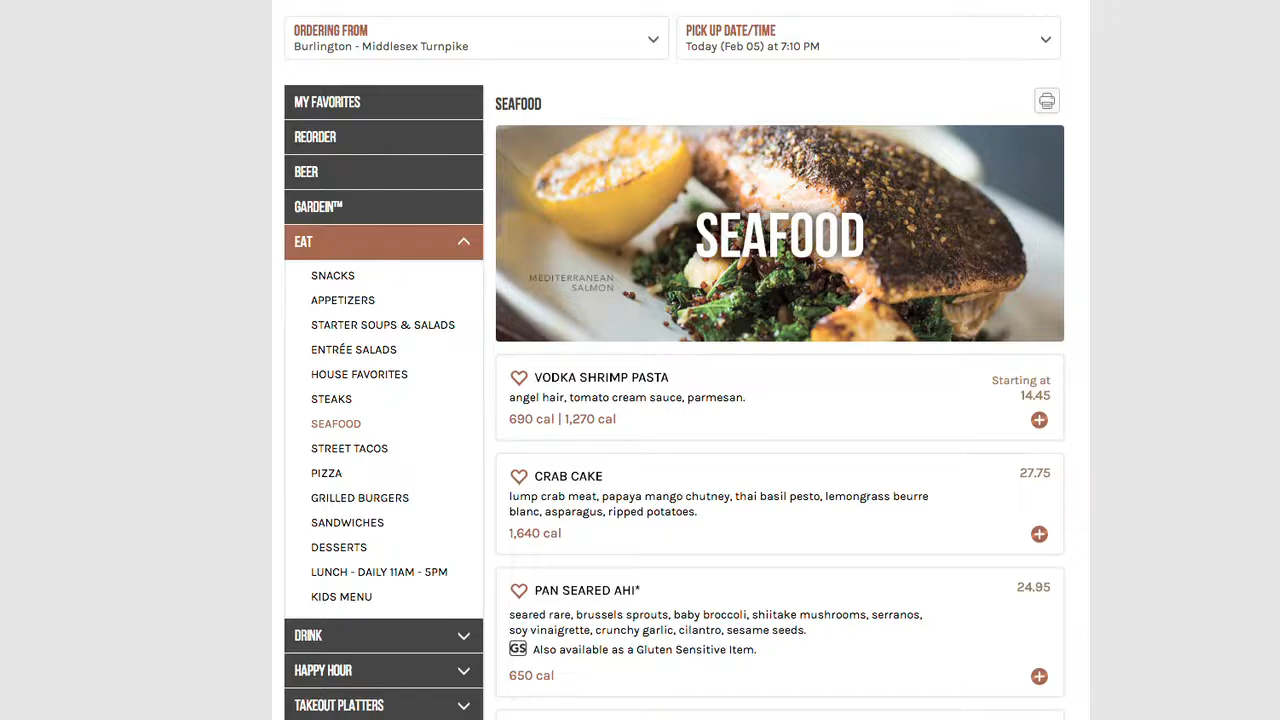 ORDERING FROM
Burlington - Middlesex Turnpike
PICK UP DATE/TIME
Today (Feb 05) at 7:10 PM
MY FAVORITES
REORDER
BEER
GARDEIN™
EAT
SNACKS
APPETIZERS
STARTER SOUPS & SALADS
ENTRÉE SALADS
HOUSE FAVORITES
STEAKS
SEAFOOD
STREET TACOS
PIZZA
GRILLED BURGERS
SANDWICHES
DESSERTS
LUNCH - DAILY 11AM - 5PM
KIDS MENU
DRINK
HAPPY HOUR
TAKEOUT PLATTERS
SEAFOOD
SEAFOOD
MEDITERRANEAN
SALMON
VODKA SHRIMP PASTA
angel hair, tomato cream sauce, parmesan.
690 cal | 1,270 cal
Starting at
14.45
CRAB CAKE
lump crab meat, papaya mango chutney, thai basil pesto, lemongrass beurre
blanc, asparagus, ripped potatoes.
1,640 cal
27.75
PAN SEARED AHI*
seared rare, brussels sprouts, baby broccoli, shiitake mushrooms, serranos,
soy vinaigrette, crunchy garlic, cilantro, sesame seeds.
GS Also available as a Gluten Sensitive Item.
650 cal
24.95